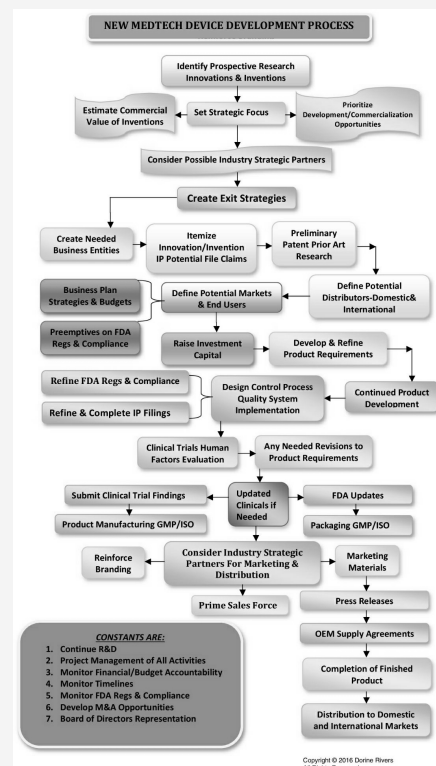 NEW MEDTECH DEVICE DEVELOPMENT PROCESS
Identify Prospective Research
Innovations & Inventions
Estimate Commercial
Value of Inventions
Set Strategic Focus
Prioritize
Development/Commercialization
Opportunities
Consider Possible Industry Strategic Partners
Create Exit Strategies
Create Needed
Business Entities
Itemize
Innovation/Invention
IP Potential File Claims
Preliminary
Patent Prior Art
Research
Business Plan
Strategies & Budgets
Define Potential Markets
& End Users
Define Potential
Distributors-Domestic&
International
Preemptives on FDA
Regs & Compliance
Raise Investment
Capital
Develop & Refine
Product Requirements
Refine FDA Regs & Compliance
Refine & Complete IP Filings
Design Control Process
Quality System
Implementation
Continued Product
Development
Clinical Trials Human
Factors Evaluation
Any Needed Revisions to
Product Requirements
Submit Clinical Trial Findings
Updated
Clinicals if
Needed
FDA Updates
Product Manufacturing GMP/ISO
Packaging GMP/ISO
Reinforce
Branding
Consider Industry Strategic
Partners For Marketing &
Distribution
Marketing
Materials
Prime Sales Force
Press Releases
OEM Supply Agreements
Completion of Finished
Product
Distribution to Domestic
and International Markets
CONSTANTS ARE:
1. Continue R&D
2. Project Management of All Activities
3. Monitor Financial/Budget Accountability
4. Monitor Timelines
5. Monitor FDA Regs & Compliance
6. Develop M&A Opportunities
7. Board of Directors Representation
Copyright © 2016 Dorine Rivers